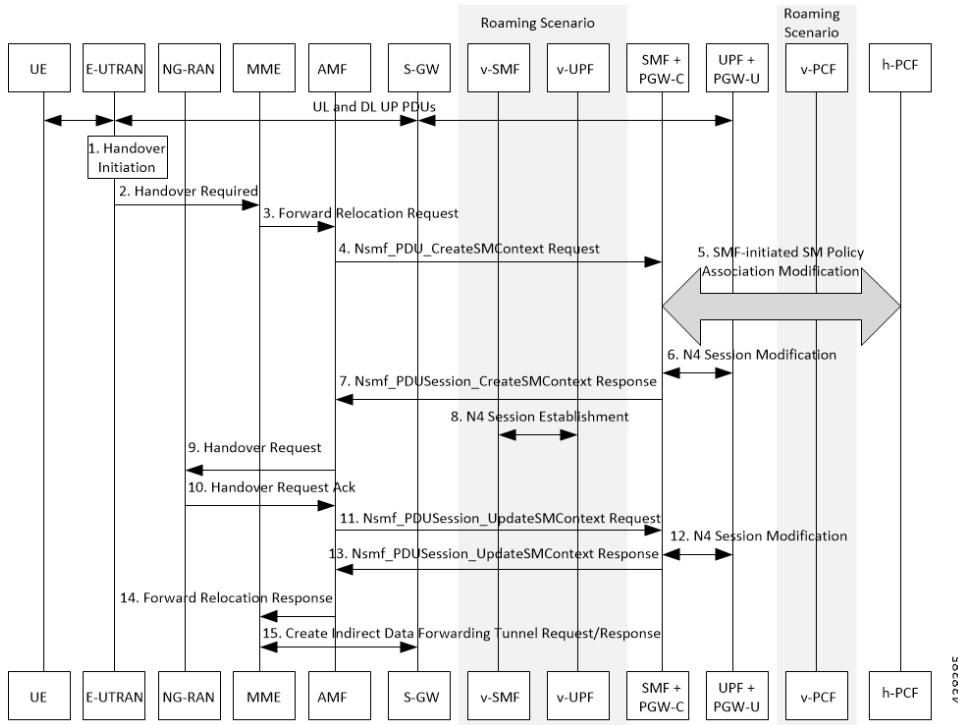 Roaming Scenario
Roaming
Scenario
UE
E-UTRAN
NG-RAN
MME
AMF
S-GW
v-SMF
v-UPF
SMF +
PGW-C
UPF +
PGW-U
v-PCF
h-PCF
UL and DL UP PDUs
1. Handover
Initiation
2. Handover Required
3. Forward Relocation Request
4. Nsmf_PDU_CreateSMContext Request
5. SMF-initiated SM Policy
Association Modification
6. N4 Session Modification
7. Nsmf_PDUSession_CreateSMContext Response
8. N4 Session Establishment
9. Handover Request
10. Handover Request Ack
11. Nsmf_PDUSession_UpdateSMContext Request
12. N4 Session Modification
13. Nsmf_PDUSession_UpdateSMContext Response
14. Forward Relocation Response
15. Create Indirect Data Forwarding Tunnel Request/Response
UE
E-UTRAN
NG-RAN
MME
AMF
S-GW
v-SMF
v-UPF
SMF +
PGW-C
UPF +
PGW-U
v-PCF
h-PCF
438385